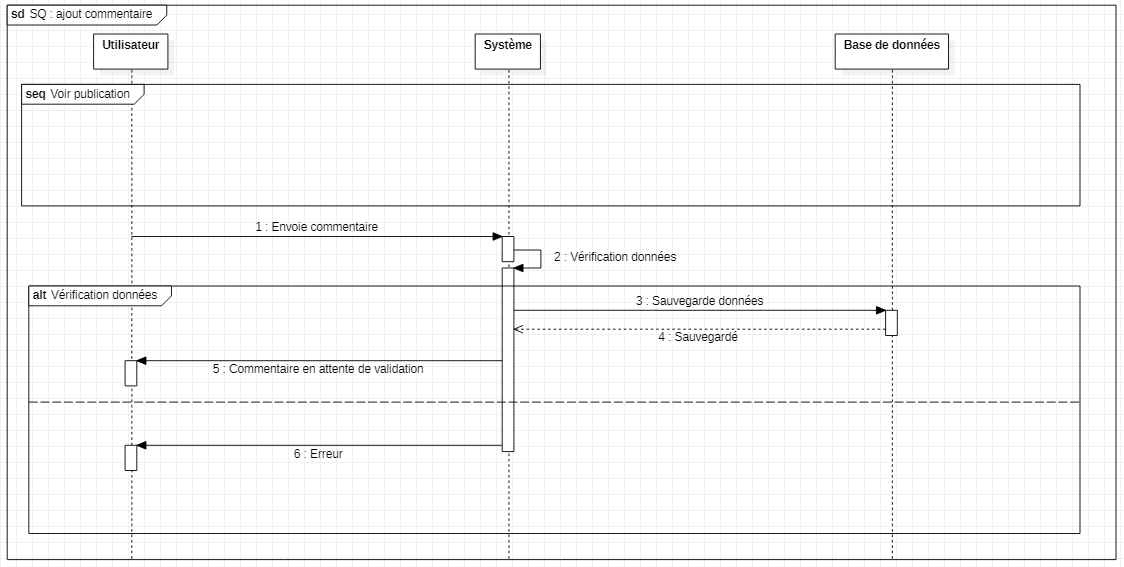 sd SQ : ajout commentaire
Utilisateur
Système
Base de données
seq Voir publication
1 : Envoie commentaire
2 : Vérification données
alt Vérification données
3 : Sauvegarde données
4 : Sauvegardé
5 : Commentaire en attente de validation
6 : Erreur